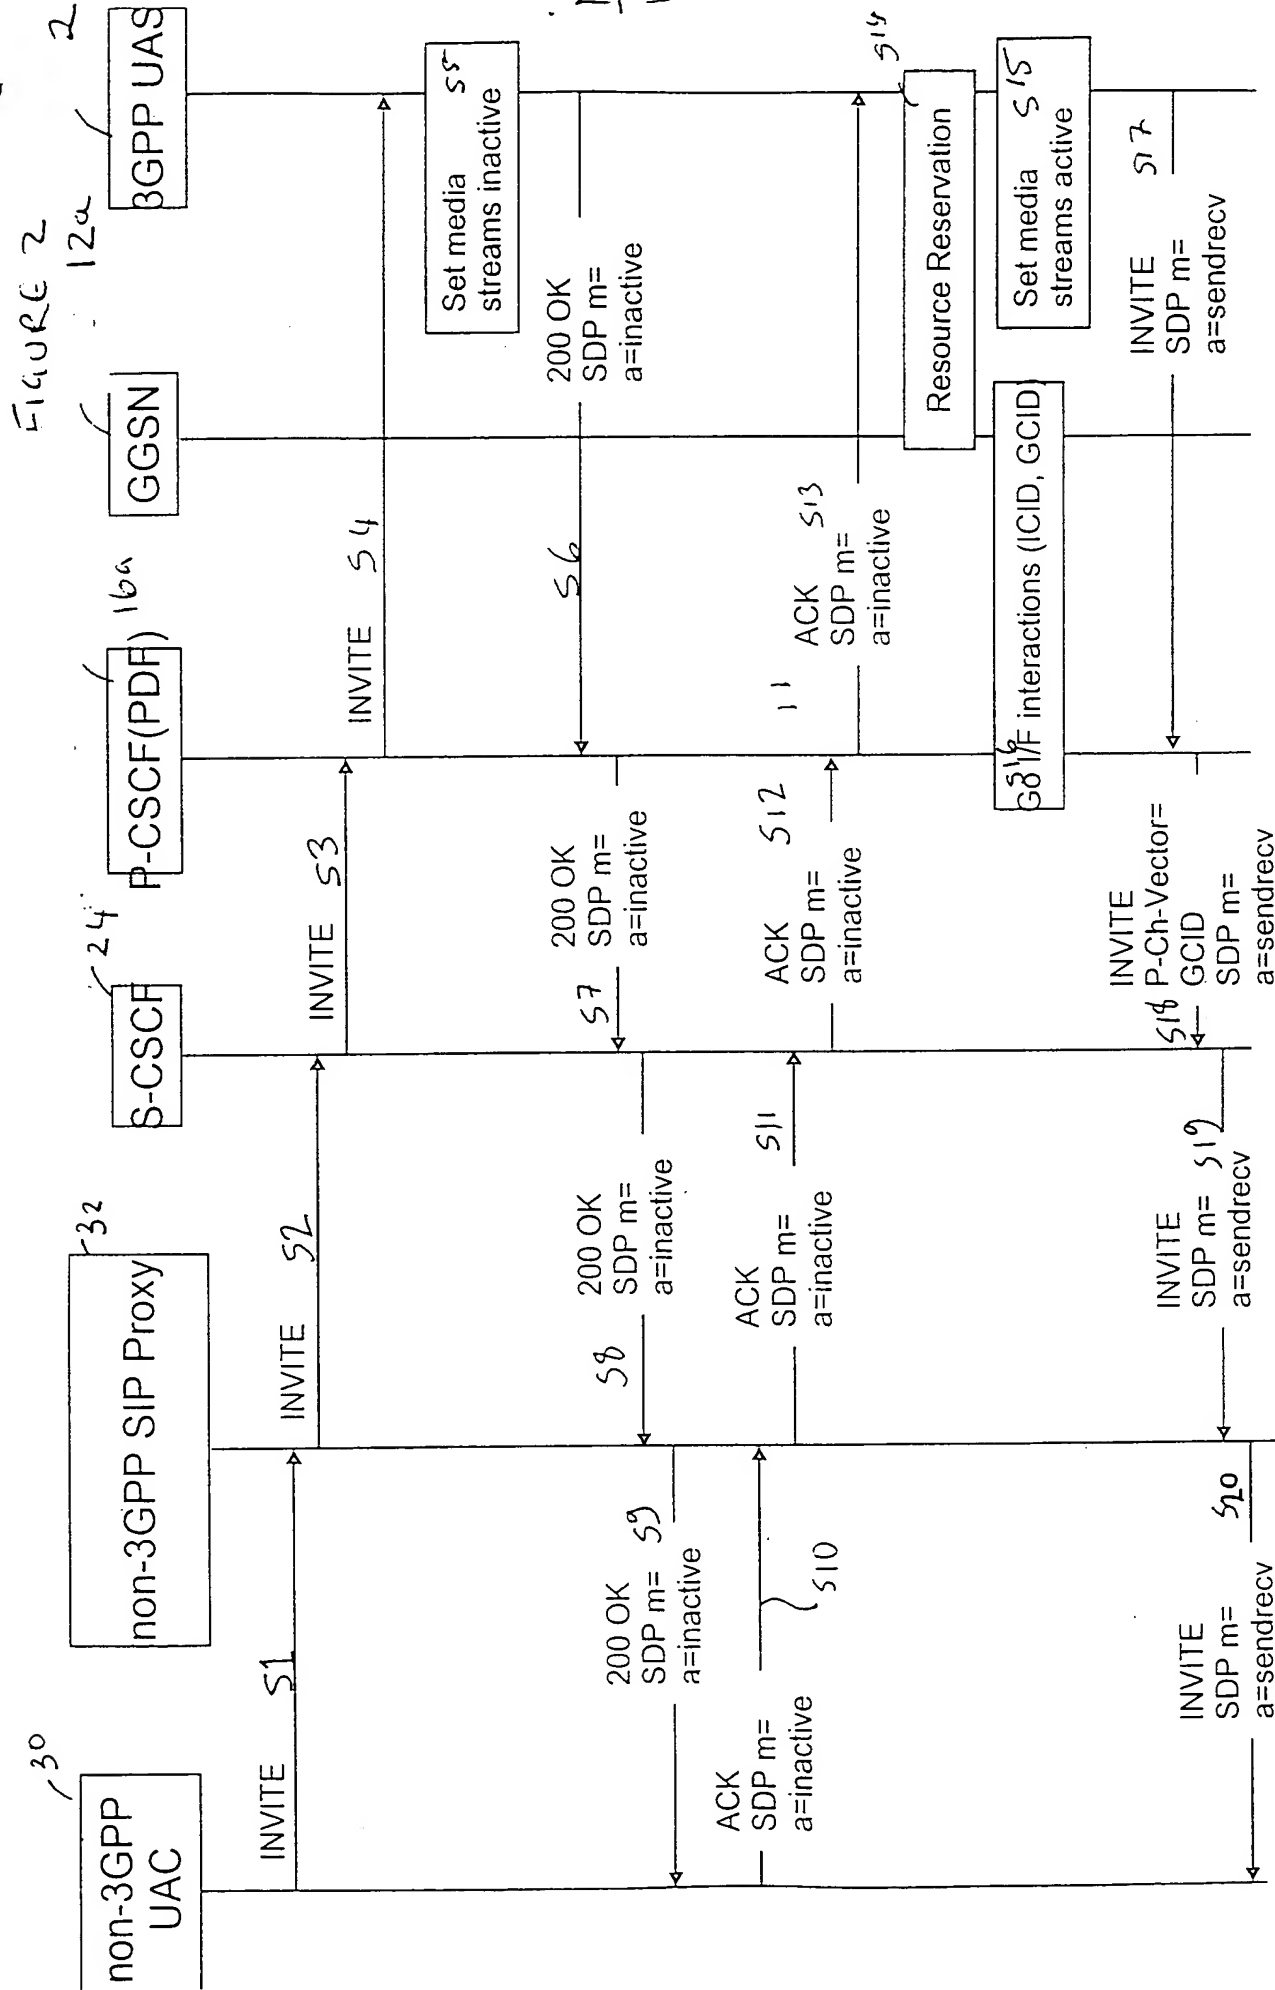 FIGURE 2
30
non-3GPP
UAC
32
non-3GPP SIP Proxy
24
S-CSCF
16a
P-CSCF(PDF)
12a
GGSN
2
3GPP UAS
INVITE S1
INVITE S2
INVITE S3
INVITE S4
Set media S5
streams inactive
S6
200 OK
SDP m=
a=inactive
S7
200 OK
SDP m=
a=inactive
S8
200 OK
SDP m=
a=inactive
200 OK
SDP m= S9
a=inactive
ACK
SDP m=
a=inactive
S10
ACK
SDP m=
a=inactive
S11
ACK S12
SDP m=
a=inactive
11
ACK
SDP m= S13
a=inactive
S14
Resource Reservation
Set media S15
streams active
S16
Go I/F interactions (ICID, GCID)
INVITE S17
SDP m=
a=sendrecv
S18
INVITE
P-Ch-Vector=
GCID
SDP m=
a=sendrecv
INVITE
SDP m= S19
a=sendrecv
INVITE S20
SDP m=
a=sendrecv